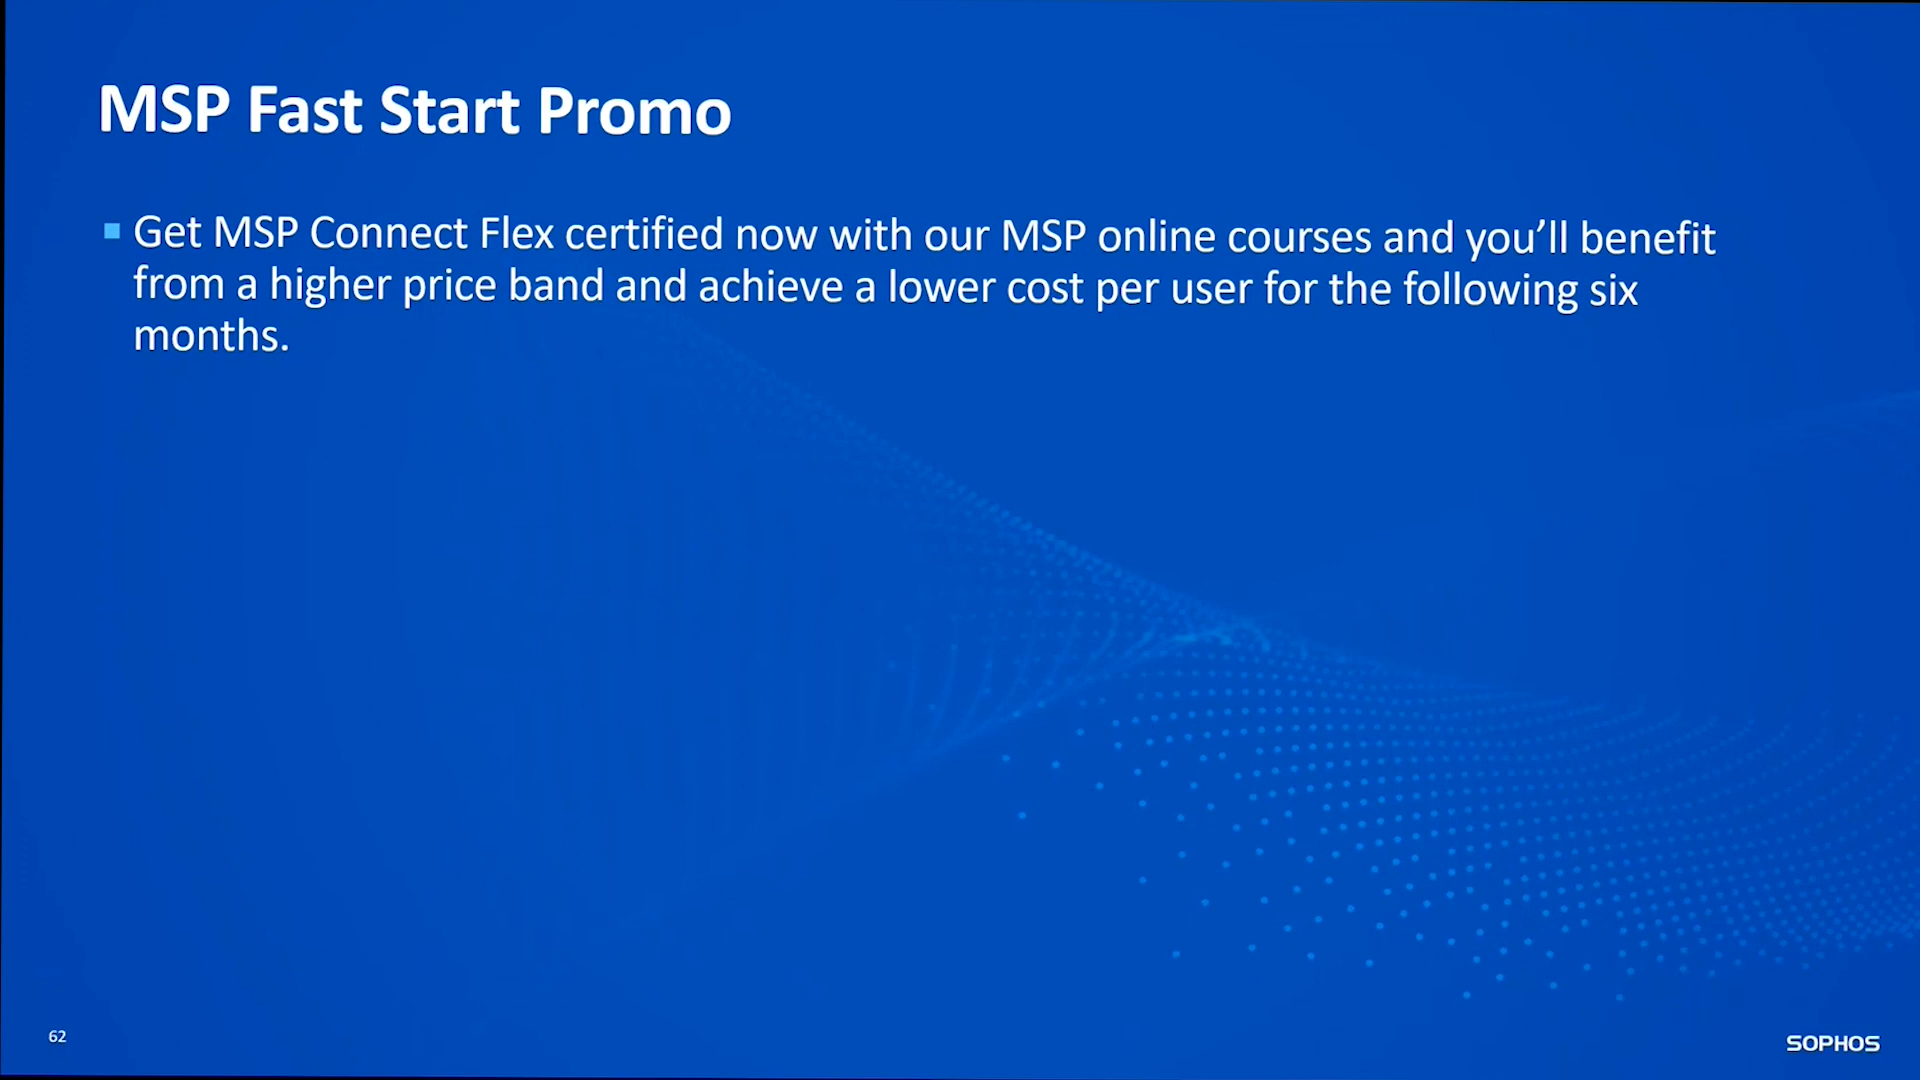 MSP Fast Start Promo
Get MSP Connect Flex certified now with our MSP online courses and you’ll benefit
from a higher price band and achieve a lower cost per user for the following six
months.
62
SOPHOS